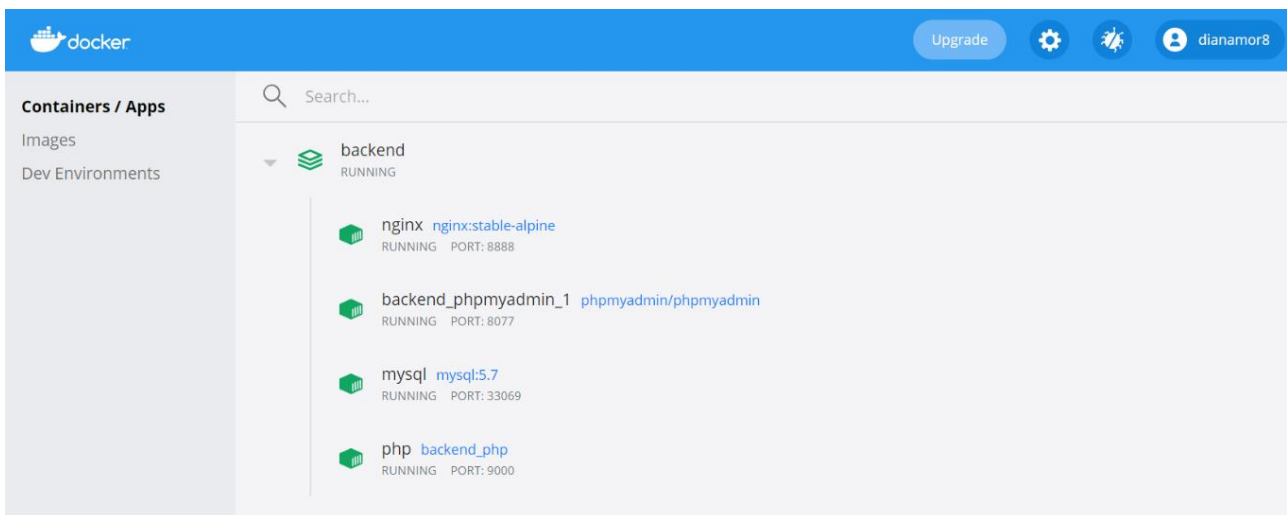 docker
Upgrade
dianamor8
Containers / Apps
Images
Dev Environments
Search...
backend
RUNNING
nginx nginx:stable-alpine
RUNNING PORT: 8888
backend_phpmyadmin_1 phpmyadmin/phpmyadmin
RUNNING PORT: 8077
mysql mysql:5.7
RUNNING PORT: 33069
php backend_php
RUNNING PORT: 9000